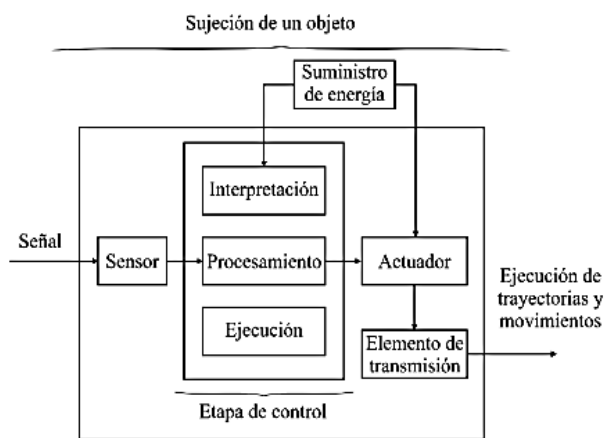 Sujeción de un objeto
Suministro
de energía
Interpretación
Señal
Sensor
Procesamiento
Actuador
Ejecución de
trayectorias y
movimientos
Ejecución
Elemento de
transmisión
Etapa de control